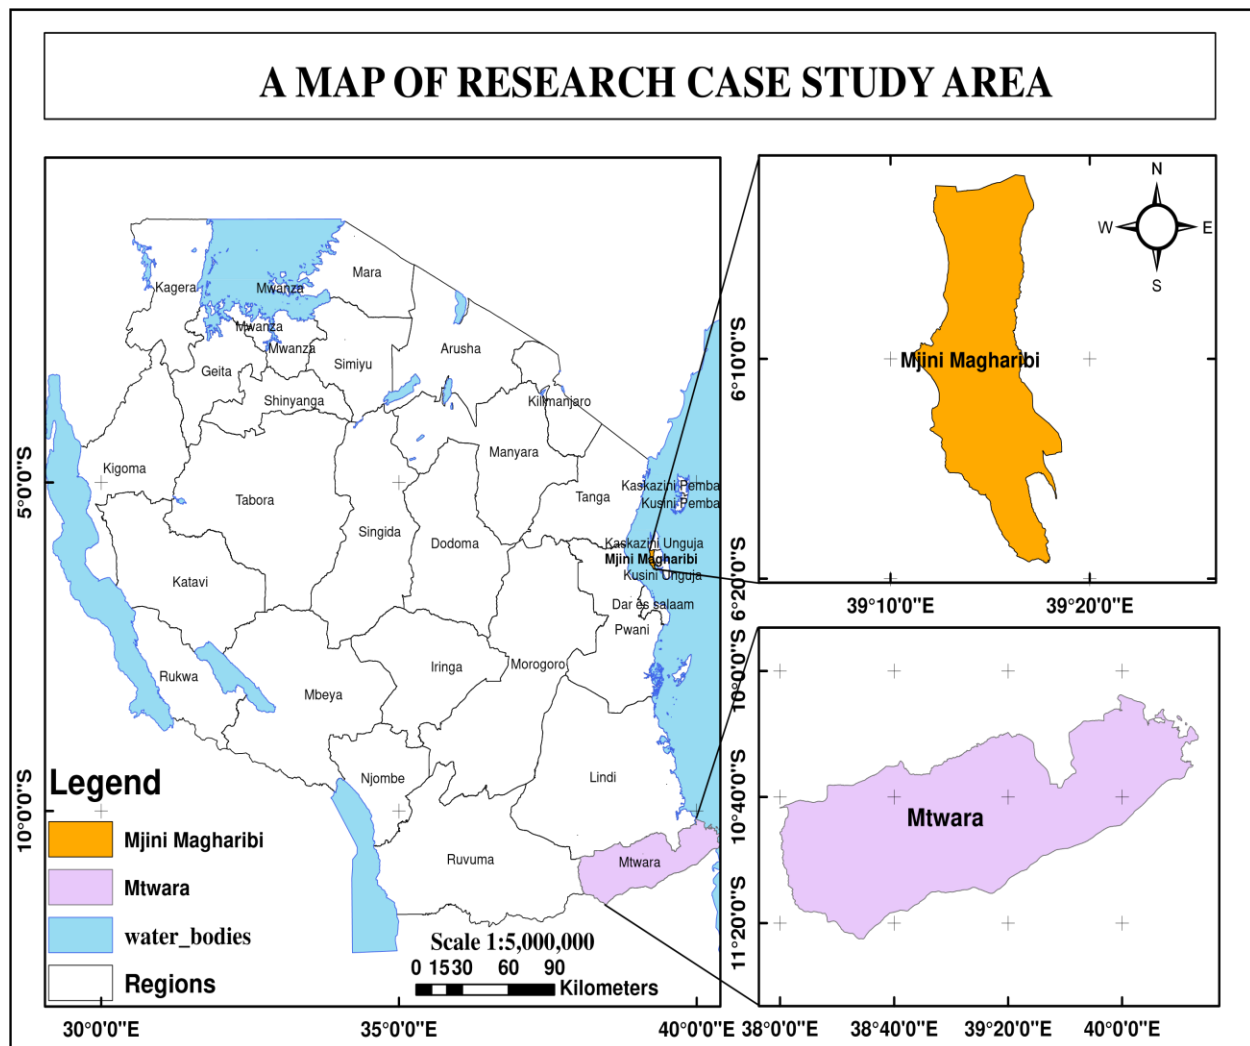 A MAP OF RESEARCH CASE STUDY AREA
Mara
Kagera
Mwanza
Mwanza
Mwanza
Arusha
Simiyu
Geita
Shinyanga
Kilimanjaro
Manyara
Kigoma
Tabora
Tanga
Kaskazini Pemba
Kusini Pemba
Singida
Dodoma
Kaskazini Unguja
Mjini Magharibi
Kusini Unguja
Katavi
Dar es salaam
Pwani
Iringa
Morogoro
Rukwa
Mbeya
Njombe
Lindi
Ruvuma
Mtwara
5°0'0"S
10°0'0"S
30°0'0"E
35°0'0"E
40°0'0"E
Legend
Mjini Magharibi
Mtwara
water_bodies
Regions
Scale 1:5,000,000
0 15 30 60 90
Kilometers
N
W E
S
Mjini Magharibi
6°10'0"S
6°20'0"S
39°10'0"E
39°20'0"E
Mtwara
10°0'0"S
10°40'0"S
11°20'0"S
38°0'0"E
38°40'0"E
39°20'0"E
40°0'0"E